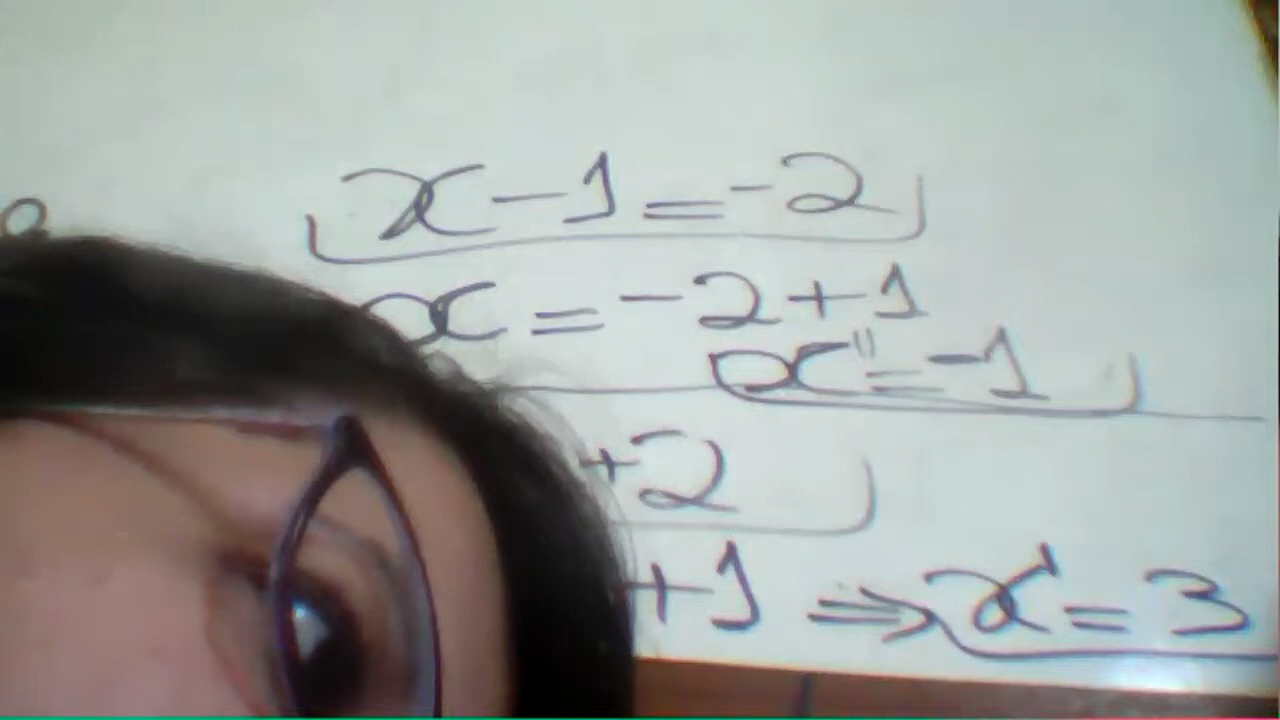 x-1=-2
x=-2+1
x"=-1
+2
+1 ⇒ x'=3